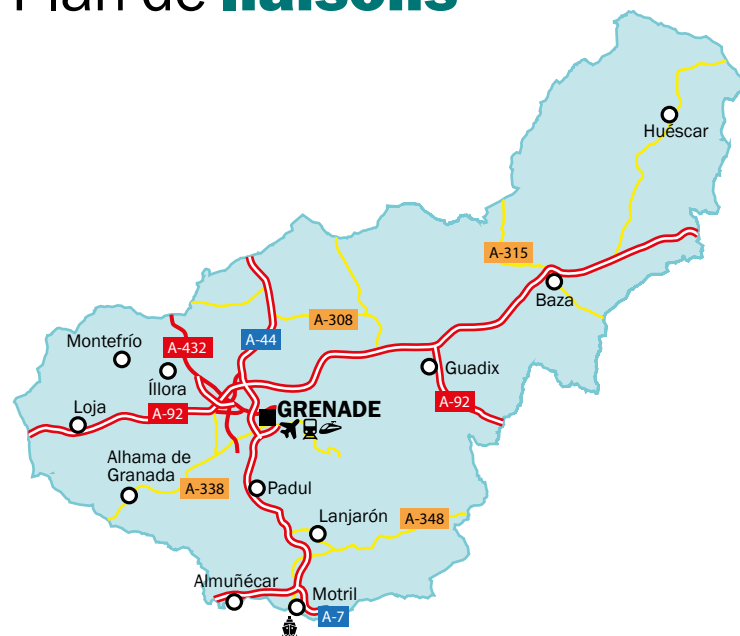 Plan de liaisons
Huéscar
A-315
Baza
A-308
A-44
A-432
Montefrío
Íllora
Guadix
A-92
Loja
A-92
GRENADE
Alhama de
Granada
A-338
Padul
Lanjarón
A-348
Almuñécar
Motril
A-7